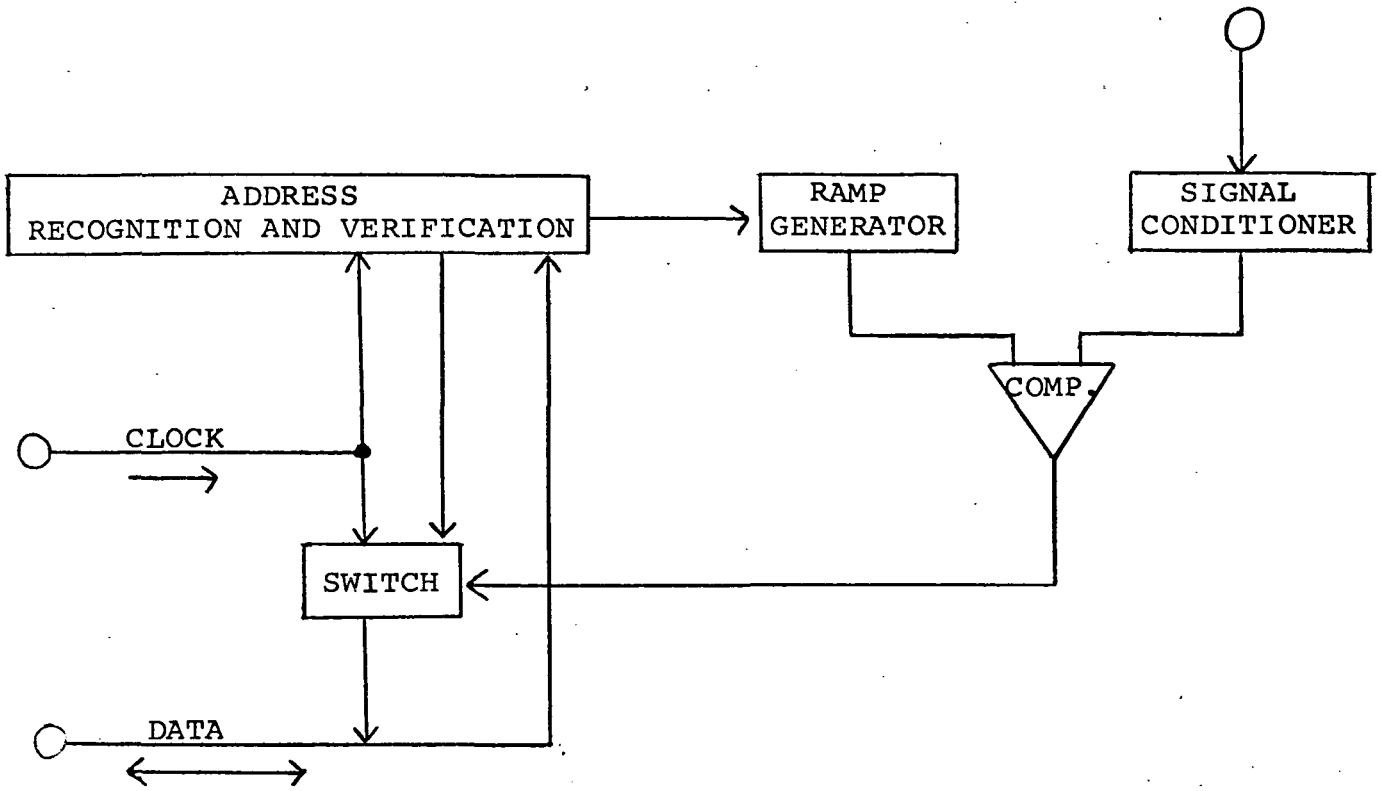 ADDRESS
RECOGNITION AND VERIFICATION
RAMP
GENERATOR
SIGNAL
CONDITIONER
COMP.
CLOCK
SWITCH
DATA